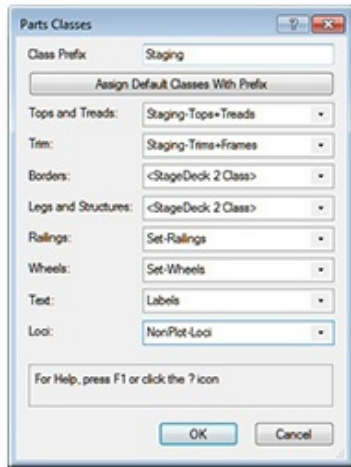 Parts Classes
Class Prefix Staging
Assign Default Classes With Prefix
Tops and Treads: Staging-Tops+Treads
Trim: Staging-Trims+Frames
Borders: <StageDeck 2 Class>
Legs and Structures: <StageDeck 2 Class>
Railings: Set-Railings
Wheels: Set-Wheels
Text: Labels
Loci: NonPlot-Loci
For Help, press F1 or click the ? icon
OK Cancel